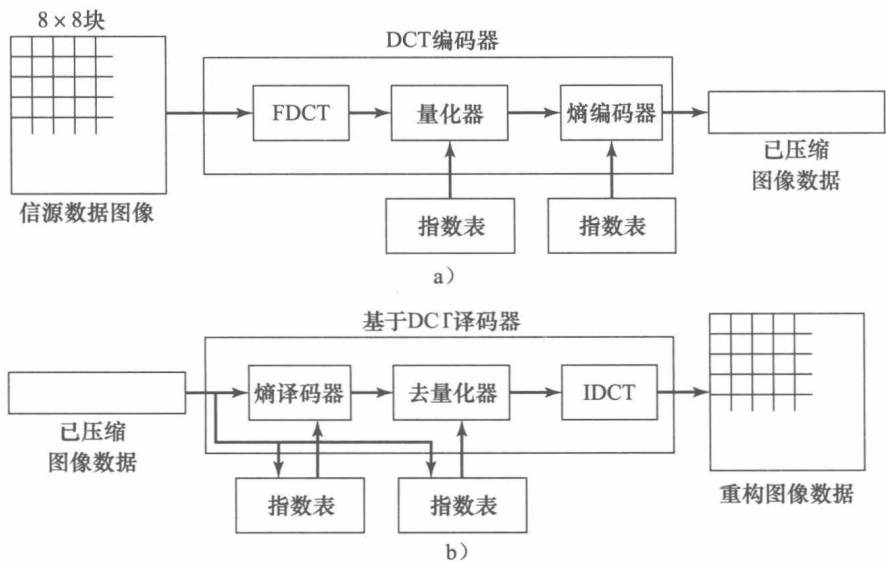 8×8块
DCT编码器
FDCT
量化器
熵编码器
已压缩
图像数据
信源数据图像
指数表
指数表
a）
基于DCT译码器
熵译码器
去量化器
IDCT
已压缩
图像数据
指数表
指数表
重构图像数据
b）